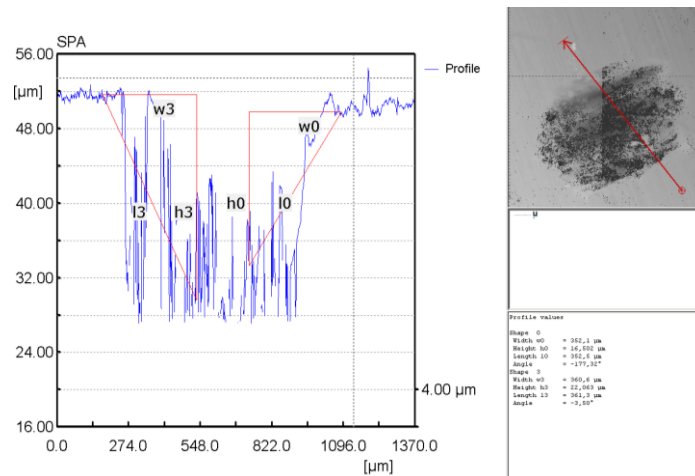 SPA
56.00
[µm]
48.00
40.00
32.00
24.00
16.00
0.0 274.0 548.0 822.0 1096.0 1370.0
[µm]
4.00 µm
Profile
w3
w0
l3
h3
h0
l0
Profile values
Shape 0
Width w0 = 352,1 µm
Height h0 = 16,502 µm
Length l0 = 352,5 µm
Angle = -177,32°
Shape 3
Width w3 = 360,6 µm
Height h3 = 22,063 µm
Length l3 = 361,3 µm
Angle = -3,50°